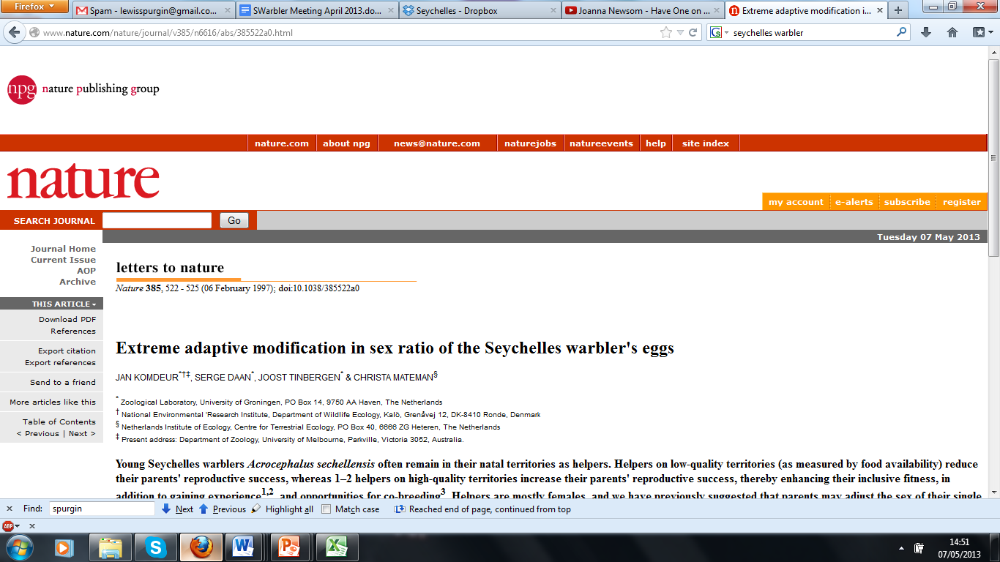 Firefox
Spam - lewisspurgin@gmail.co...
SWarbler Meeting April 2013.do...
Seychelles - Dropbox
Joanna Newsom - Have One on ...
Extreme adaptive modification i...
www.nature.com/nature/journal/v385/n6616/abs/385522a0.html
seychelles warbler
npg nature publishing group
nature.com about npg news@nature.com naturejobs natureevents help site index
nature
my account e-alerts subscribe register
SEARCH JOURNAL Go
Tuesday 07 May 2013
Journal Home
Current Issue
AOP
Archive
THIS ARTICLE
Download PDF
References
Export citation
Export references
Send to a friend
More articles like this
Table of Contents
< Previous | Next >
letters to nature
Nature 385, 522 - 525 (06 February 1997); doi:10.1038/385522a0
Extreme adaptive modification in sex ratio of the Seychelles warbler's eggs
JAN KOMDEUR*†‡, SERGE DAAN*, JOOST TINBERGEN* & CHRISTA MATEMAN§
* Zoological Laboratory, University of Groningen, PO Box 14, 9750 AA Haven, The Netherlands
† National Environmental 'Research Institute, Department of Wildlife Ecology, Kalö, Grenåvej 12, DK-8410 Ronde, Denmark
§ Netherlands Institute of Ecology, Centre for Terrestrial Ecology, PO Box 40, 6666 ZG Heteren, The Netherlands
‡ Present address: Department of Zoology, University of Melbourne, Parkville, Victoria 3052, Australia.
Young Seychelles warblers Acrocephalus sechellensis often remain in their natal territories as helpers. Helpers on low-quality territories (as measured by food availability) reduce
their parents' reproductive success, whereas 1–2 helpers on high-quality territories increase their parents' reproductive success, thereby enhancing their inclusive fitness, in
addition to gaining experience1,2, and opportunities for co-breeding3. Helpers are mostly females, and we have previously suggested that parents may adjust the sex of their single
Find: spurgin Next Previous Highlight all Match case Reached end of page, continued from top
ABP
14:51
07/05/2013